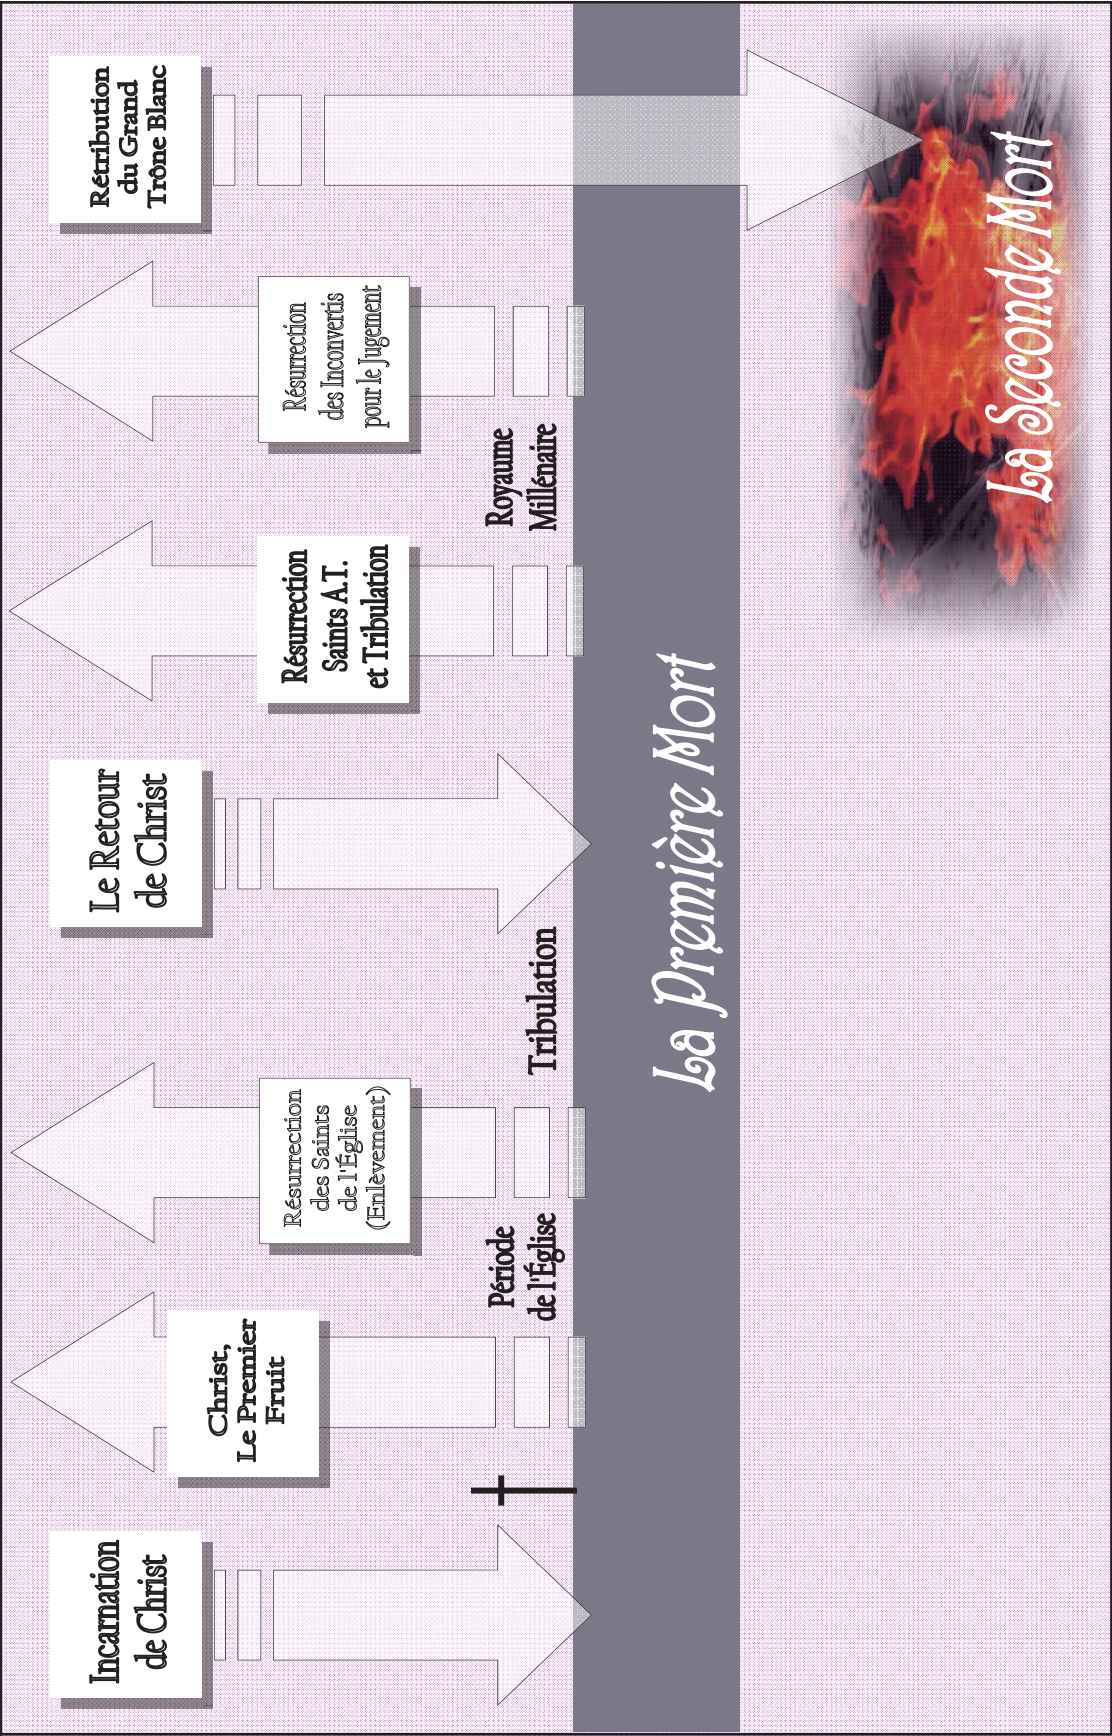 Incarnation
de Christ
Christ,
Le Premier
Fruit
Période
de l'Église
Résurrection
des Saints
de l'Église
(Enlèvement)
Tribulation
Le Retour
de Christ
Résurrection
Saints A.T.
et Tribulation
Royaume
Millénaire
Résurrection
des Inconvertis
pour le Jugement
Rétribution
du Grand
Trône Blanc
La Première Mort
La Seconde Mort